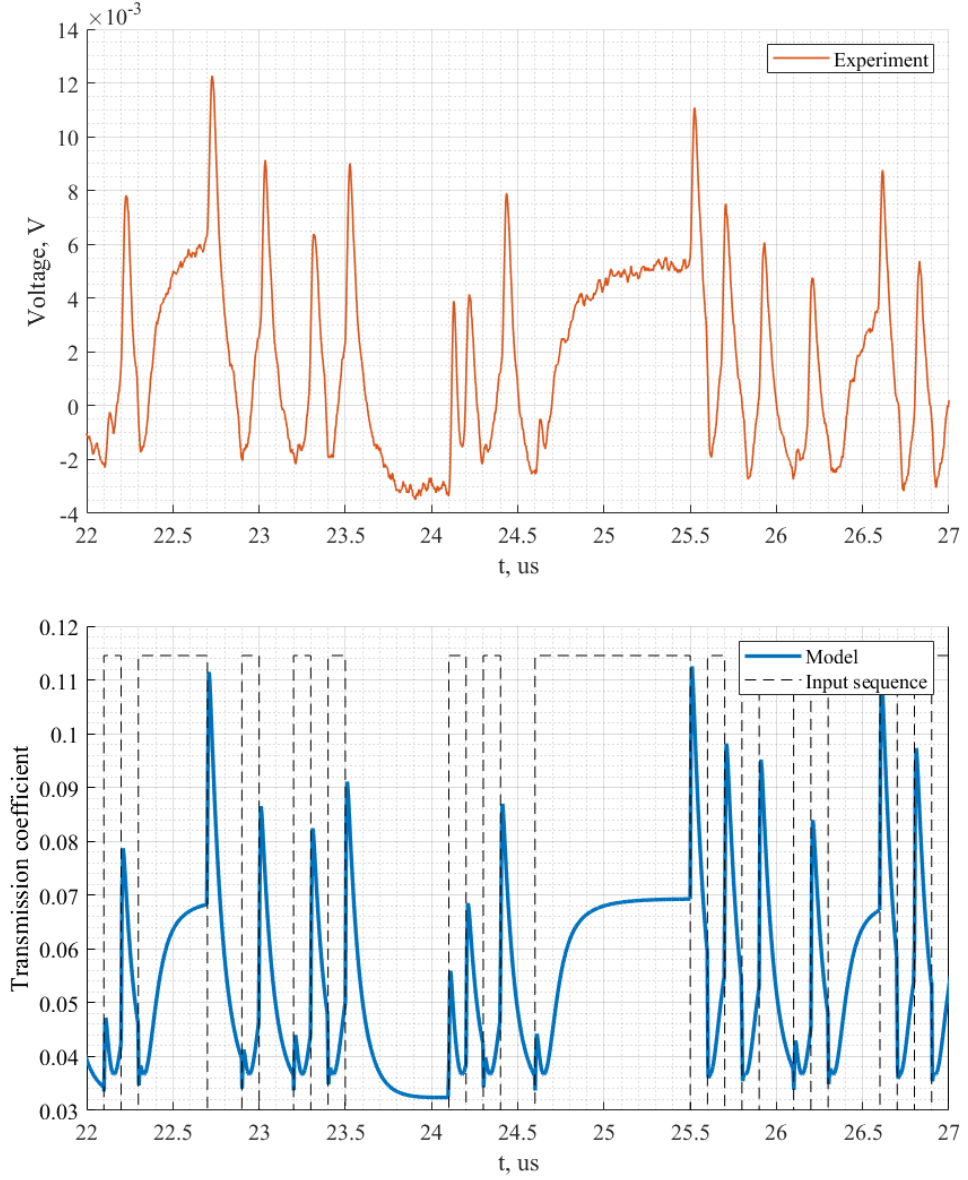 ×10⁻³
14
12
10
8
6
4
2
0
-2
-4
Voltage, V
Experiment
22 22.5 23 23.5 24 24.5 25 25.5 26 26.5 27
t, us
0.12
0.11
0.1
0.09
0.08
0.07
0.06
0.05
0.04
0.03
Transmission coefficient
Model
Input sequence
22 22.5 23 23.5 24 24.5 25 25.5 26 26.5 27
t, us